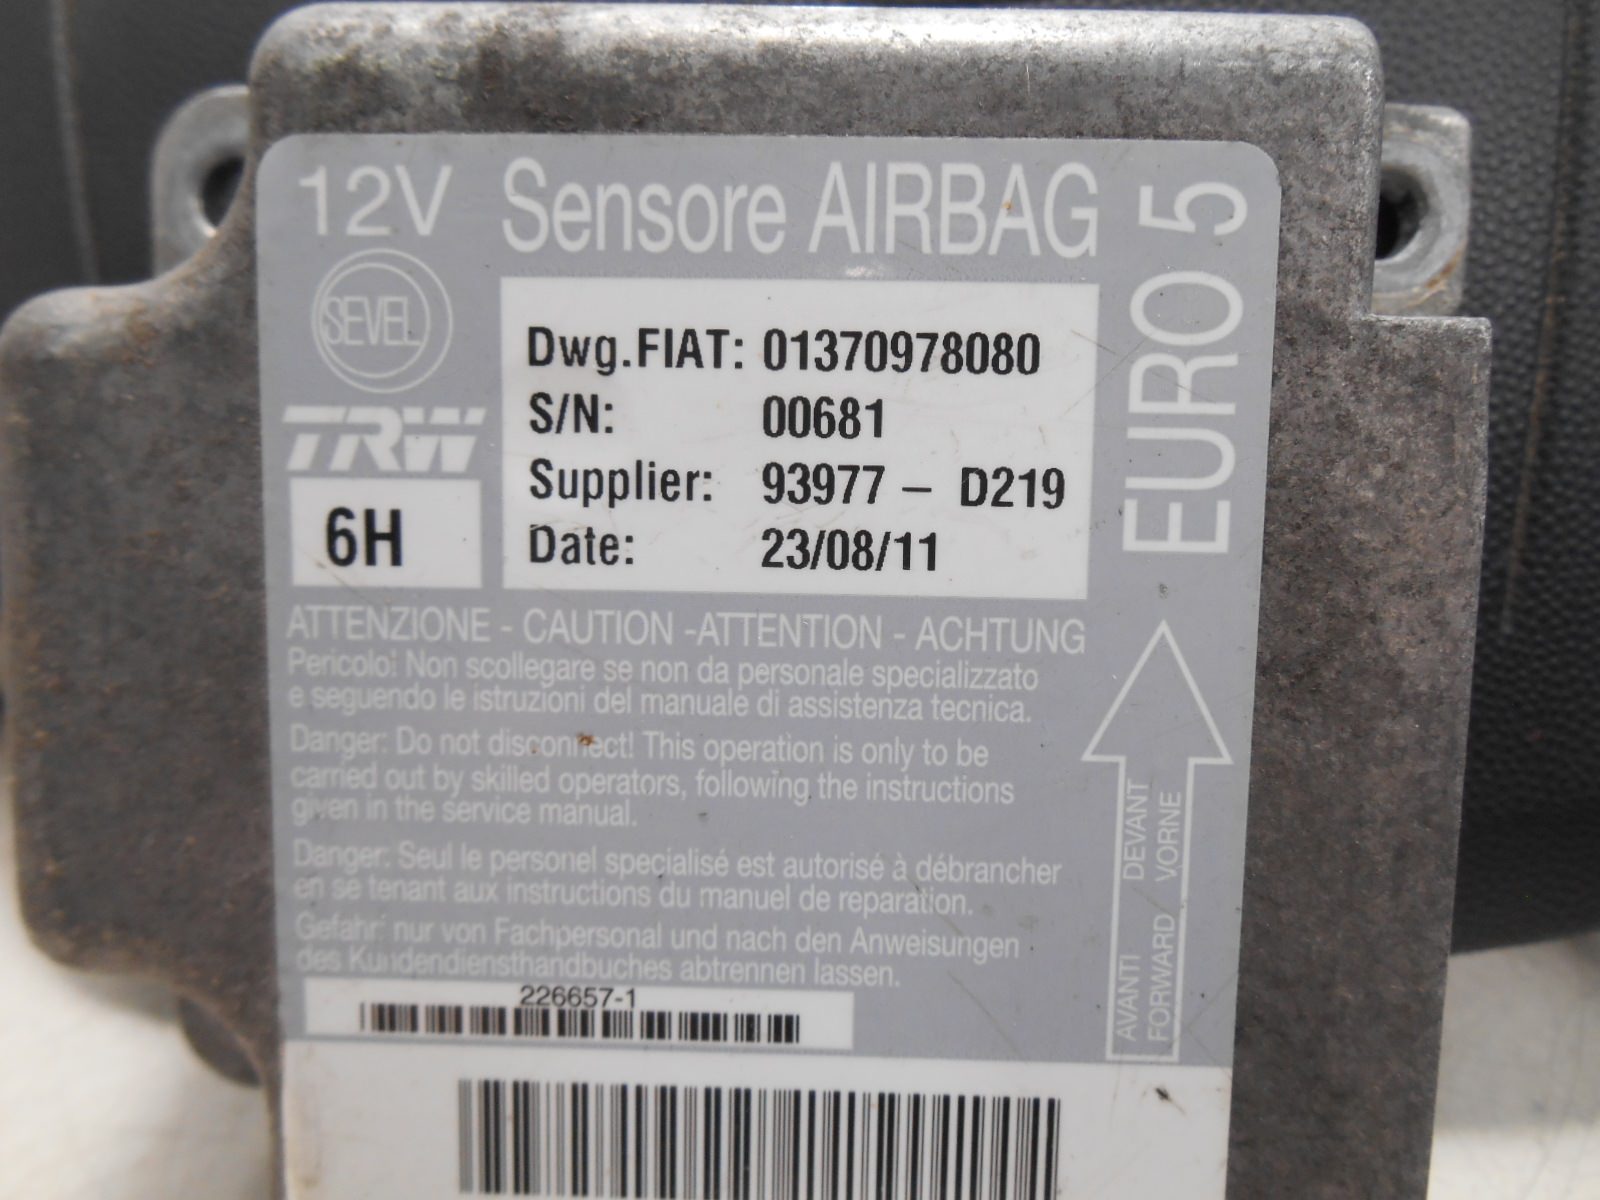 12V Sensore AIRBAG
EURO 5
SEVEL
TRW
6H
Dwg.FIAT: 01370978080
S/N: 00681
Supplier: 93977 - D219
Date: 23/08/11
ATTENZIONE - CAUTION -ATTENTION - ACHTUNG
Pericolo! Non scollegare se non da personale specializzato
e seguendo le istruzioni del manuale di assistenza tecnica.
Danger: Do not disconnect! This operation is only to be
carried out by skilled operators, following the instructions
given in the service manual.
Danger: Seul le personel specialisé est autorisé à débrancher
en se tenant aux instructions du manuel de reparation.
Gefahr: nur von Fachpersonal und nach den Anweisungen
des Kundendiensthandbuches abtrennen lassen.
AVANTI DEVANT
FORWARD VORNE
226657-1